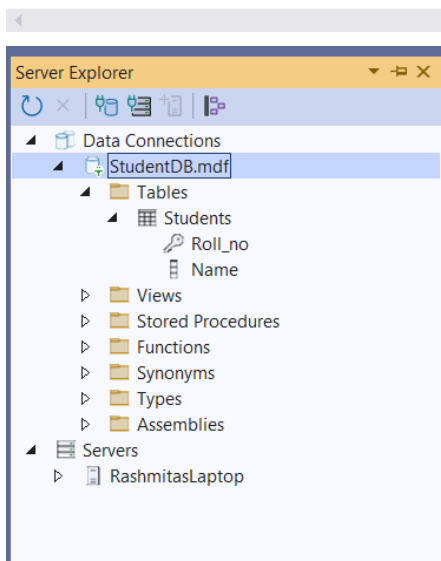 Server Explorer
Data Connections
StudentDB.mdf
Tables
Students
Roll_no
Name
Views
Stored Procedures
Functions
Synonyms
Types
Assemblies
Servers
RashmitasLaptop